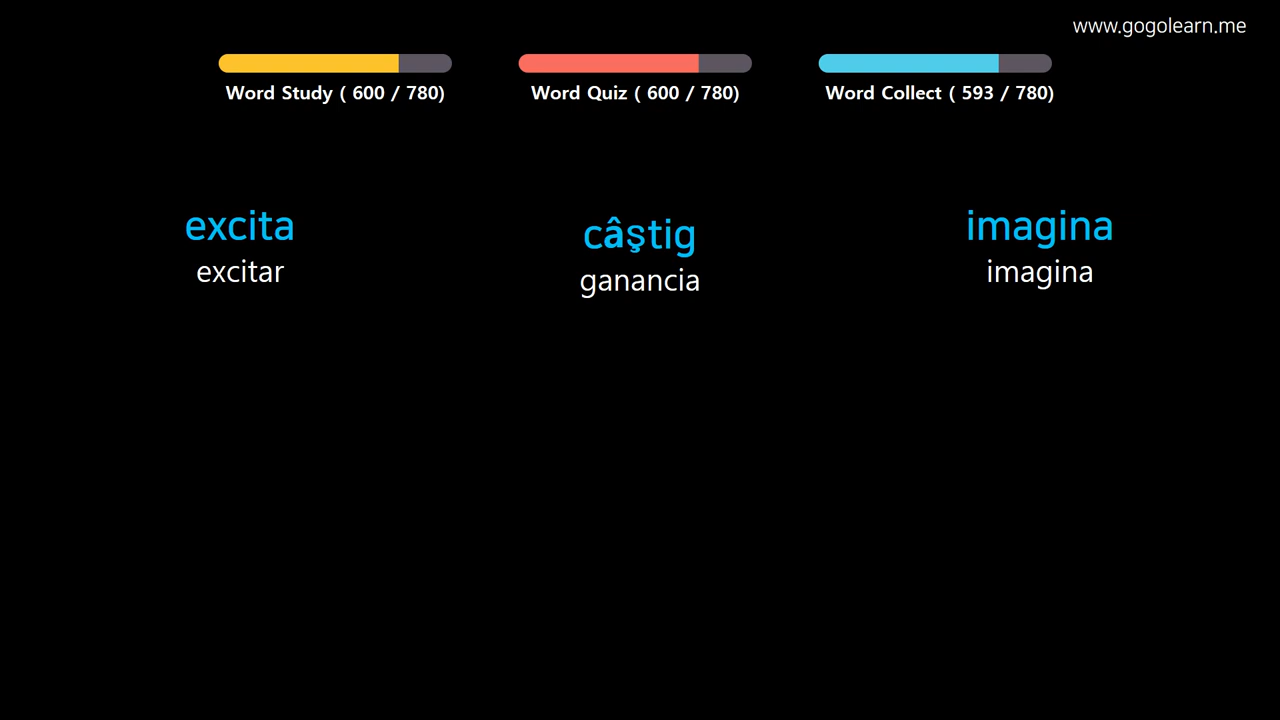 www.gogolearn.me
Word Study ( 600 / 780)
Word Quiz ( 600 / 780)
Word Collect ( 593 / 780)
excita
excitar
câştig
ganancia
imagina
imagina